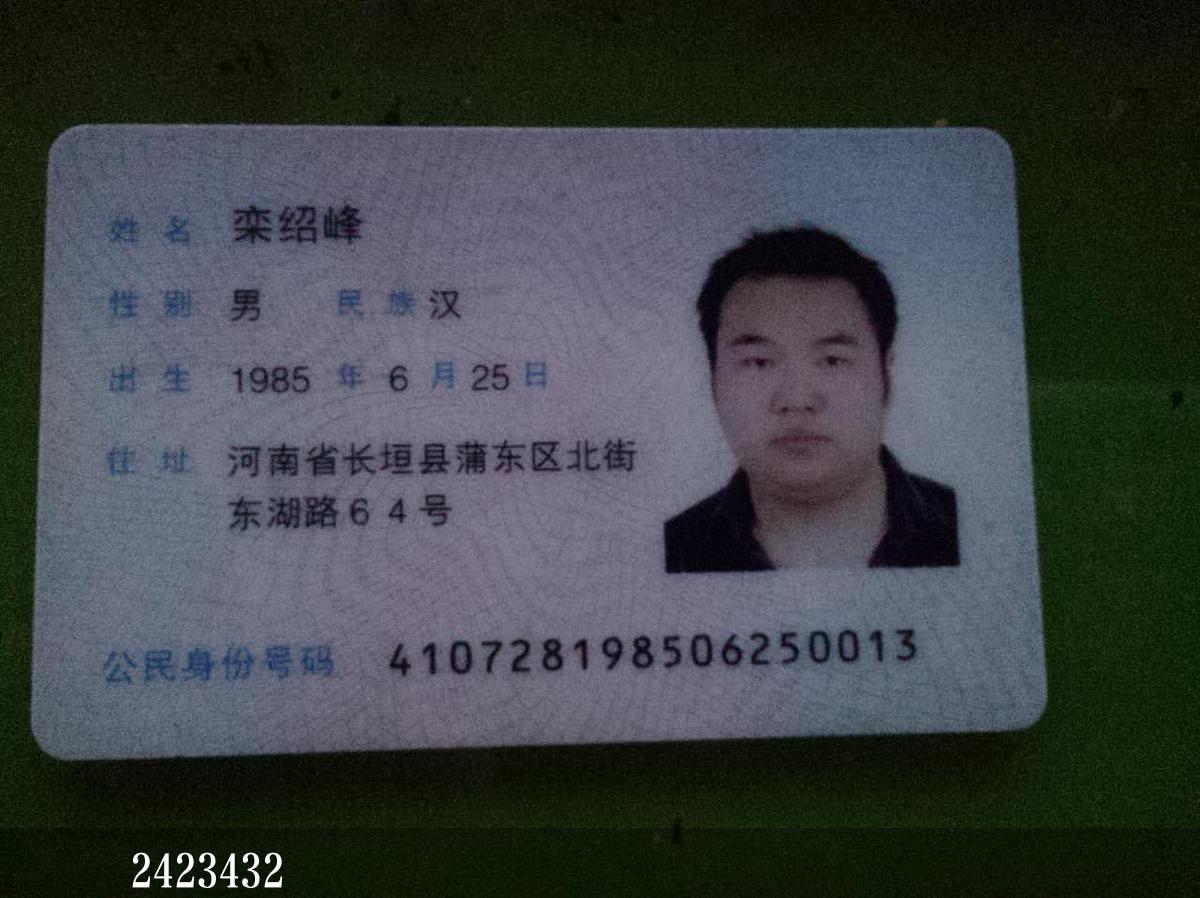 姓名 栾绍峰
性别 男 民族 汉
出生 1985 年 6 月 25 日
住址 河南省长垣县蒲东区北街
东湖路64号
公民身份号码 410728198506250013
2423432